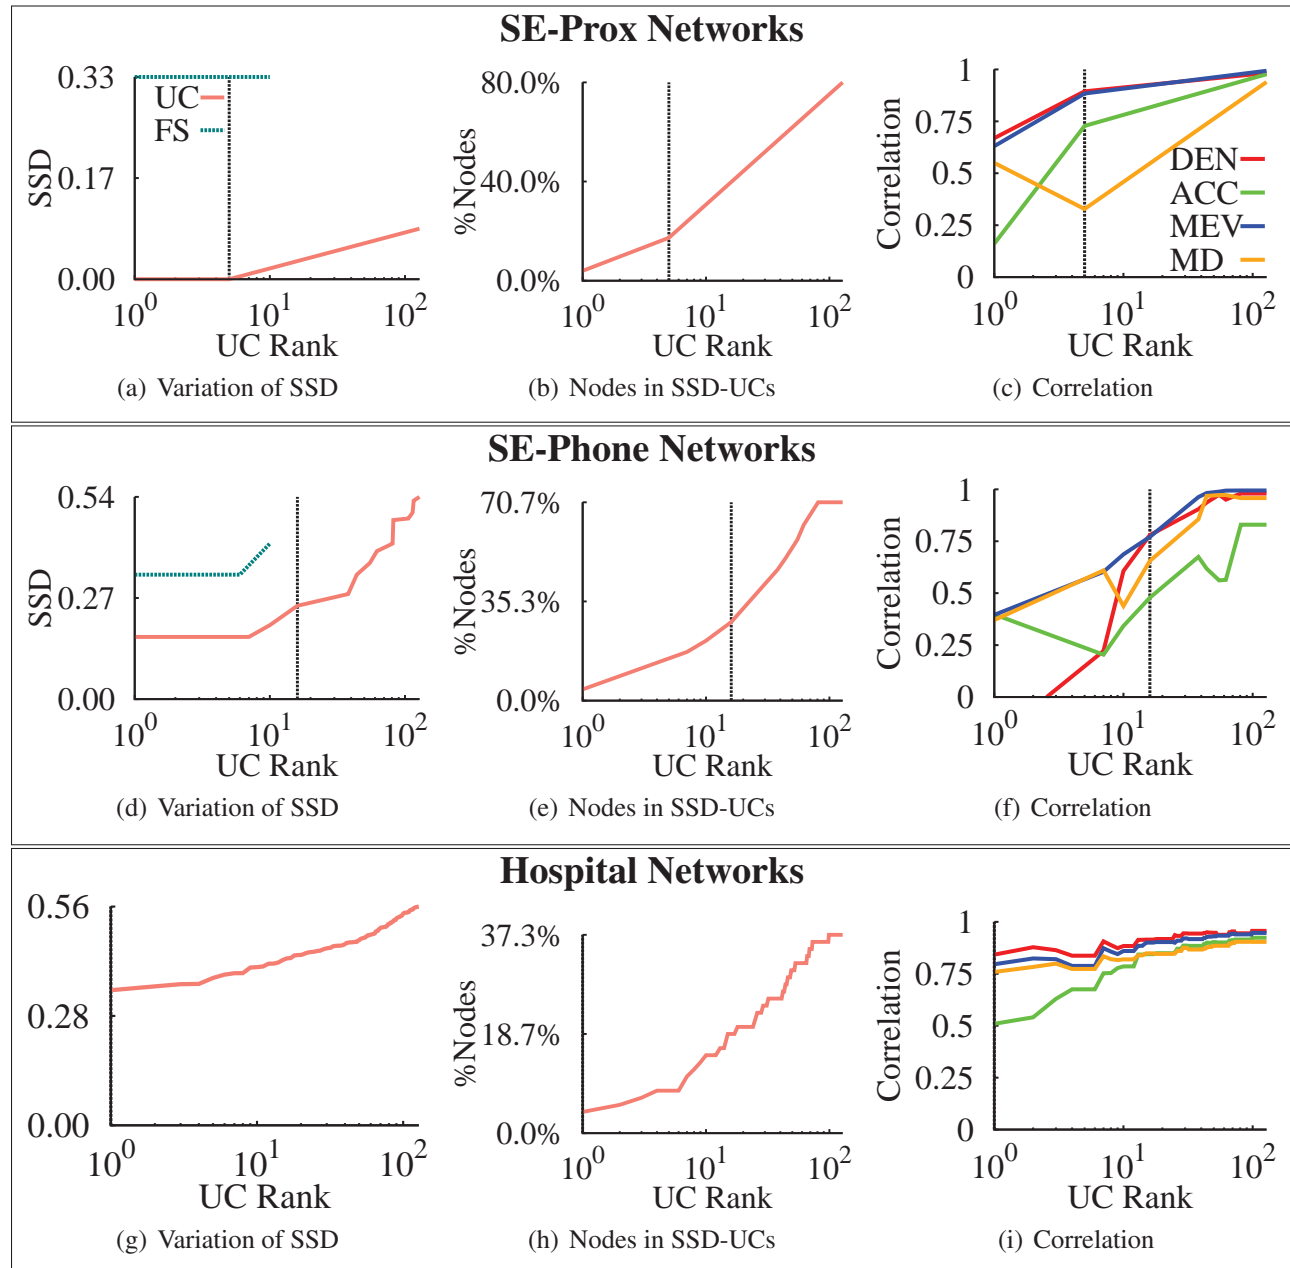 SE-Prox Networks
0.33
0.17
0.00
SSD
UC
FS
10^0
10^1
10^2
UC Rank
(a) Variation of SSD
80.0%
40.0%
0.0%
%Nodes
10^0
10^1
10^2
UC Rank
(b) Nodes in SSD-UCs
1
0.75
0.5
0.25
0
Correlation
DEN
ACC
MEV
MD
10^0
10^1
10^2
UC Rank
(c) Correlation
SE-Phone Networks
0.54
0.27
0.00
SSD
10^0
10^1
10^2
UC Rank
(d) Variation of SSD
70.7%
35.3%
0.0%
%Nodes
10^0
10^1
10^2
UC Rank
(e) Nodes in SSD-UCs
1
0.75
0.5
0.25
0
Correlation
10^0
10^1
10^2
UC Rank
(f) Correlation
Hospital Networks
0.56
0.28
0.00
10^0
10^1
10^2
UC Rank
(g) Variation of SSD
37.3%
18.7%
0.0%
%Nodes
10^0
10^1
10^2
UC Rank
(h) Nodes in SSD-UCs
1
0.75
0.5
0.25
0
Correlation
10^0
10^1
10^2
UC Rank
(i) Correlation